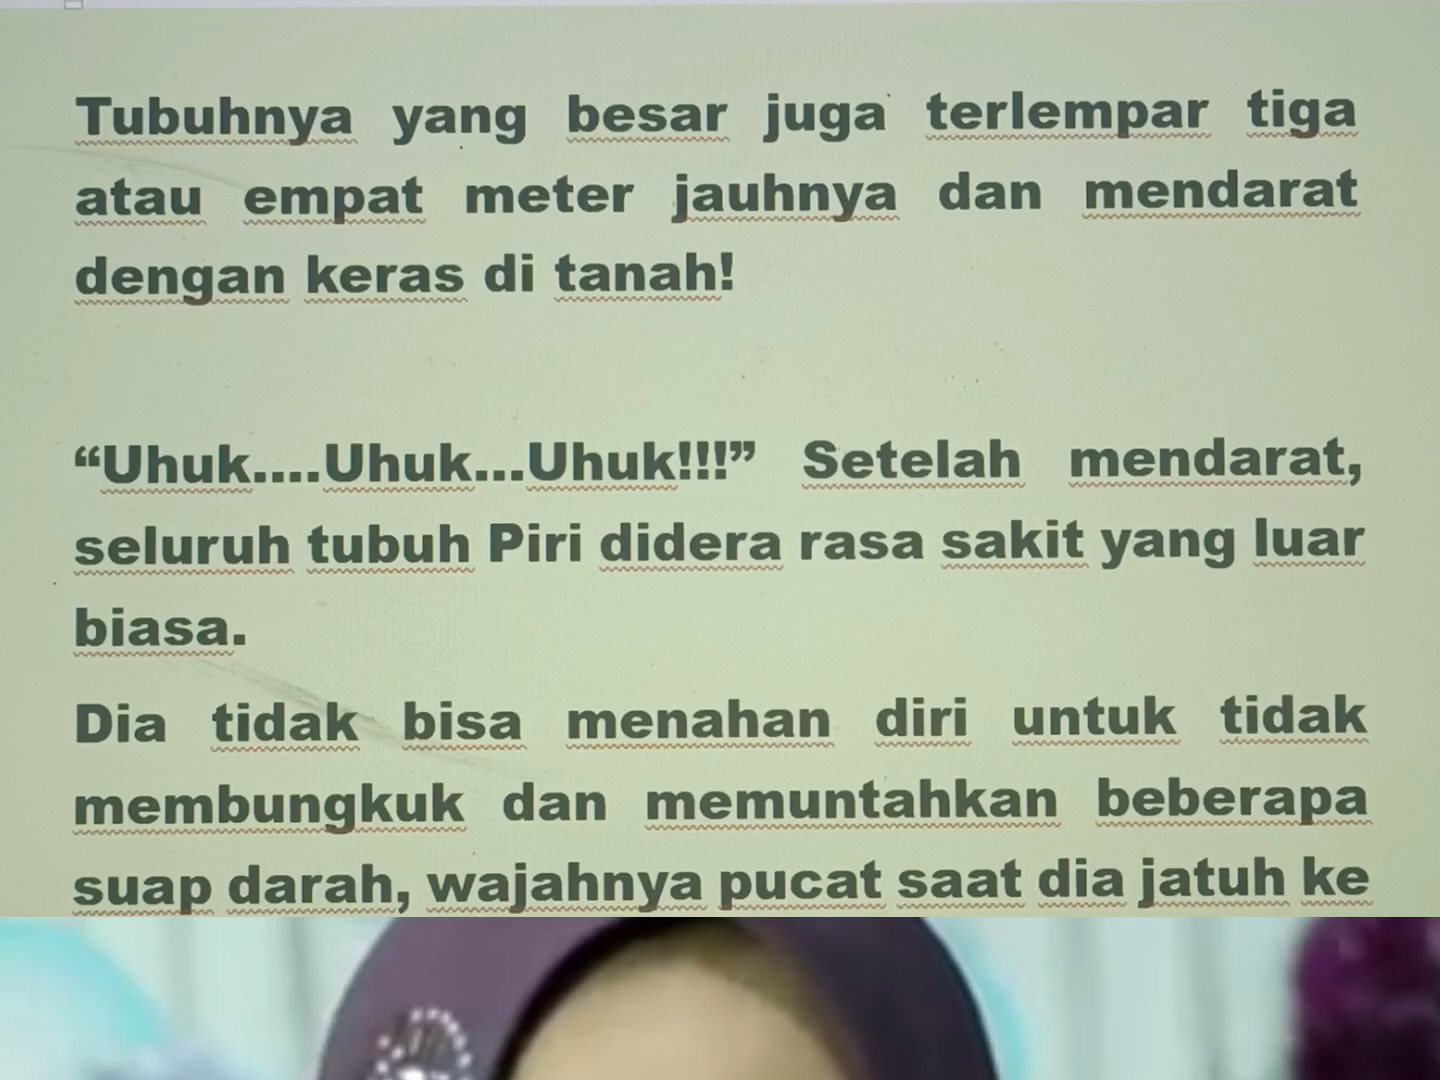 Tubuhnya yang besar juga terlempar tiga
atau empat meter jauhnya dan mendarat
dengan keras di tanah!
“Uhuk....Uhuk...Uhuk!!!” Setelah mendarat,
seluruh tubuh Piri didera rasa sakit yang luar
biasa.
Dia tidak bisa menahan diri untuk tidak
membungkuk dan memuntahkan beberapa
suap darah, wajahnya pucat saat dia jatuh ke